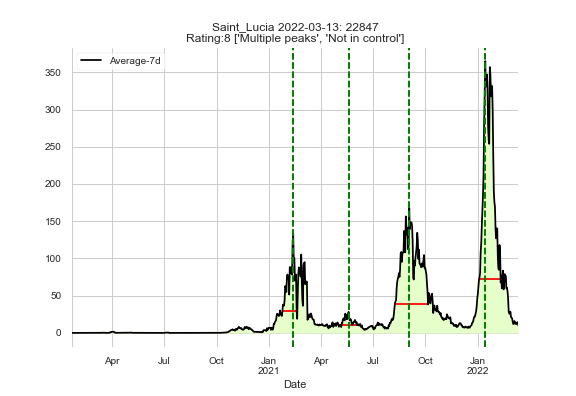 Saint_Lucia 2022-03-13: 22847
Rating:8 ['Multiple peaks', 'Not in control']
Average-7d
350
300
250
200
150
100
50
0
Apr Jul Oct Jan Apr Jul Oct Jan
2021 2022
Date